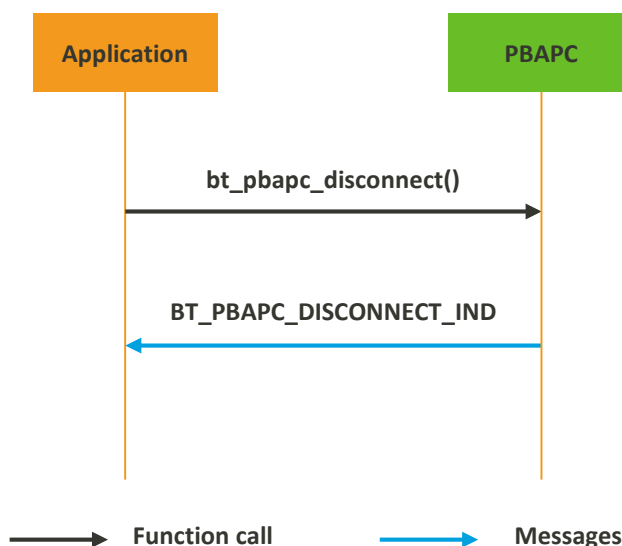 Application
PBAPC
bt_pbapc_disconnect()
BT_PBAPC_DISCONNECT_IND
Function call
Messages